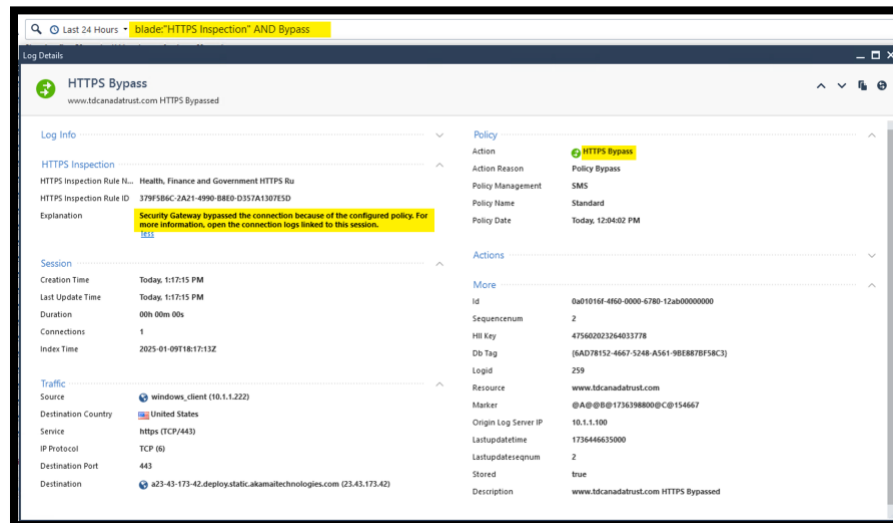 Last 24 Hours
blade:"HTTPS Inspection" AND Bypass
Log Details
HTTPS Bypass
www.tdcanadatrust.com HTTPS Bypassed
Log Info
HTTPS Inspection
HTTPS Inspection Rule N... Health, Finance and Government HTTPS Ru
HTTPS Inspection Rule ID 379F5B6C-2A21-4990-B8E0-D357A1307E5D
Explanation Security Gateway bypassed the connection because of the configured policy. For
more information, open the connection logs linked to this session.
less
Session
Creation Time Today, 1:17:15 PM
Last Update Time Today, 1:17:15 PM
Duration 00h 00m 00s
Connections 1
Index Time 2025-01-09T18:17:13Z
Traffic
Source windows_client (10.1.1.222)
Destination Country United States
Service https (TCP/443)
IP Protocol TCP (6)
Destination Port 443
Destination a23-43-173-42.deploy.static.akamaitechnologies.com (23.43.173.42)
Policy
Action HTTPS Bypass
Action Reason Policy Bypass
Policy Management SMS
Policy Name Standard
Policy Date Today, 12:04:02 PM
Actions
More
Id 0a01016f-4f60-0000-6780-12ab00000000
Sequencenum 2
Hll Key 475602023264033778
Db Tag {6AD78152-4667-5248-A561-9BE887BF58C3}
Logid 259
Resource www.tdcanadatrust.com
Marker @A@@B@1736398800@C@154667
Origin Log Server IP 10.1.1.100
Lastupdatetime 1736446635000
Lastupdateseqnum 2
Stored true
Description www.tdcanadatrust.com HTTPS Bypassed